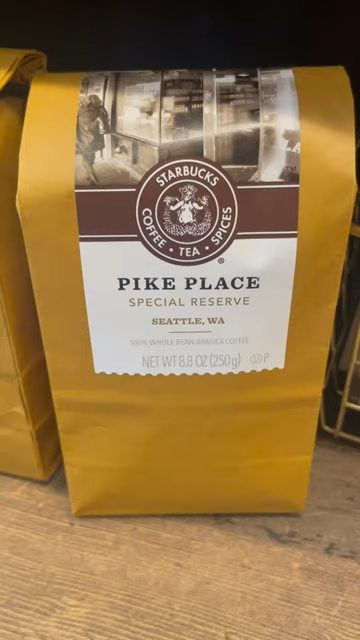 STARBUCKS
COFFEE • TEA • SPICES
®
PIKE PLACE
SPECIAL RESERVE
SEATTLE, WA
100% WHOLE BEAN ARABICA COFFEE
NET WT 8.8 OZ (250g) Ⓤ P